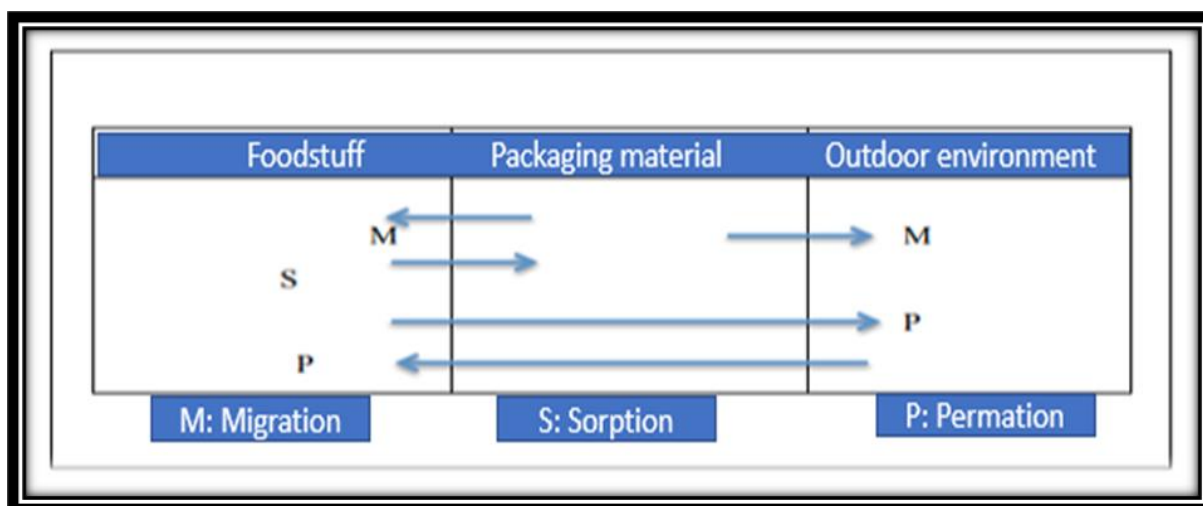 Foodstuff Packaging material Outdoor environment
M M
S
P
P
M: Migration S: Sorption P: Permation